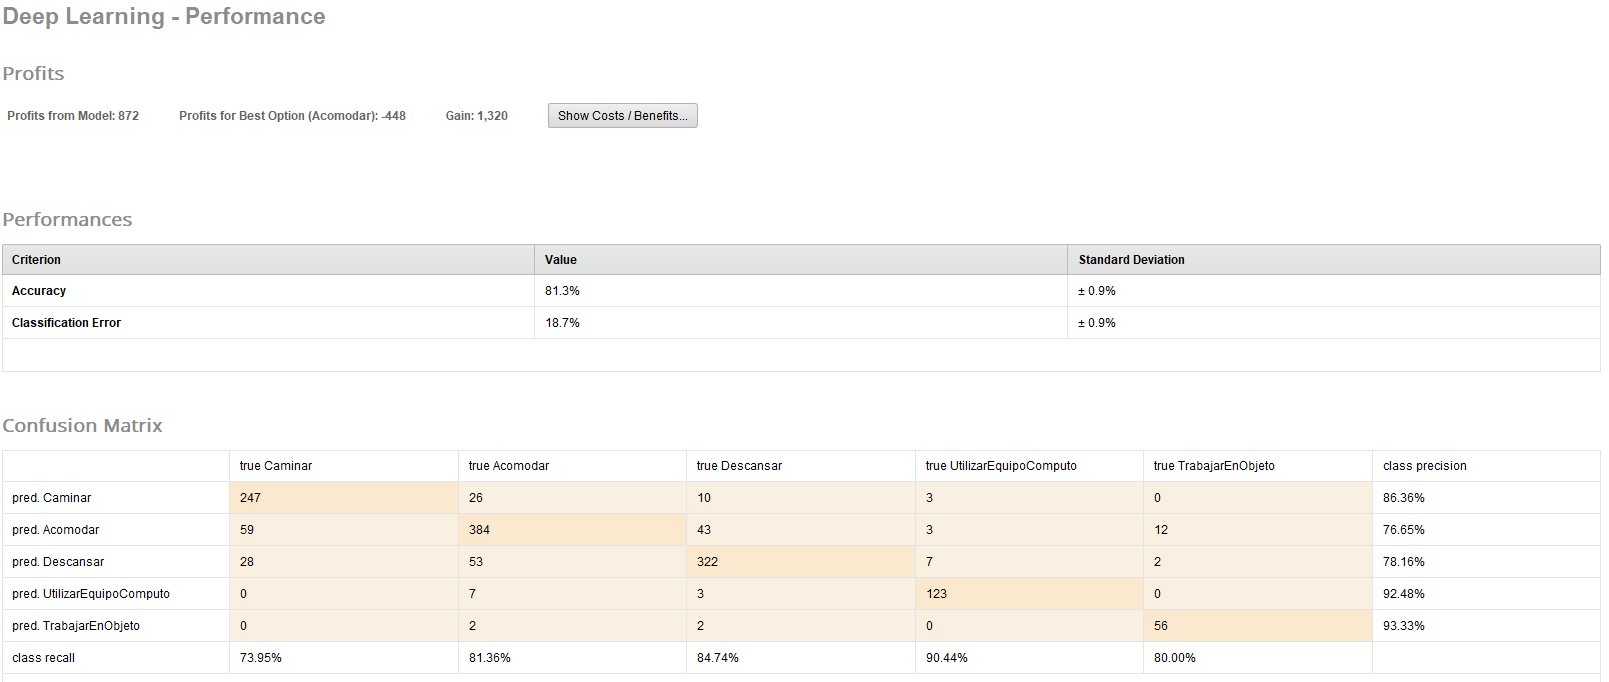 Deep Learning - Performance
Profits
Profits from Model: 872 Profits for Best Option (Acomodar): -448 Gain: 1,320 Show Costs / Benefits...
Performances
Criterion Value Standard Deviation
Accuracy 81.3% ± 0.9%
Classification Error 18.7% ± 0.9%
Confusion Matrix
true Caminar true Acomodar true Descansar true UtilizarEquipoComputo true TrabajarEnObjeto class precision
pred. Caminar 247 26 10 3 0 86.36%
pred. Acomodar 59 384 43 3 12 76.65%
pred. Descansar 28 53 322 7 2 78.16%
pred. UtilizarEquipoComputo 0 7 3 123 0 92.48%
pred. TrabajarEnObjeto 0 2 2 0 56 93.33%
class recall 73.95% 81.36% 84.74% 90.44% 80.00%